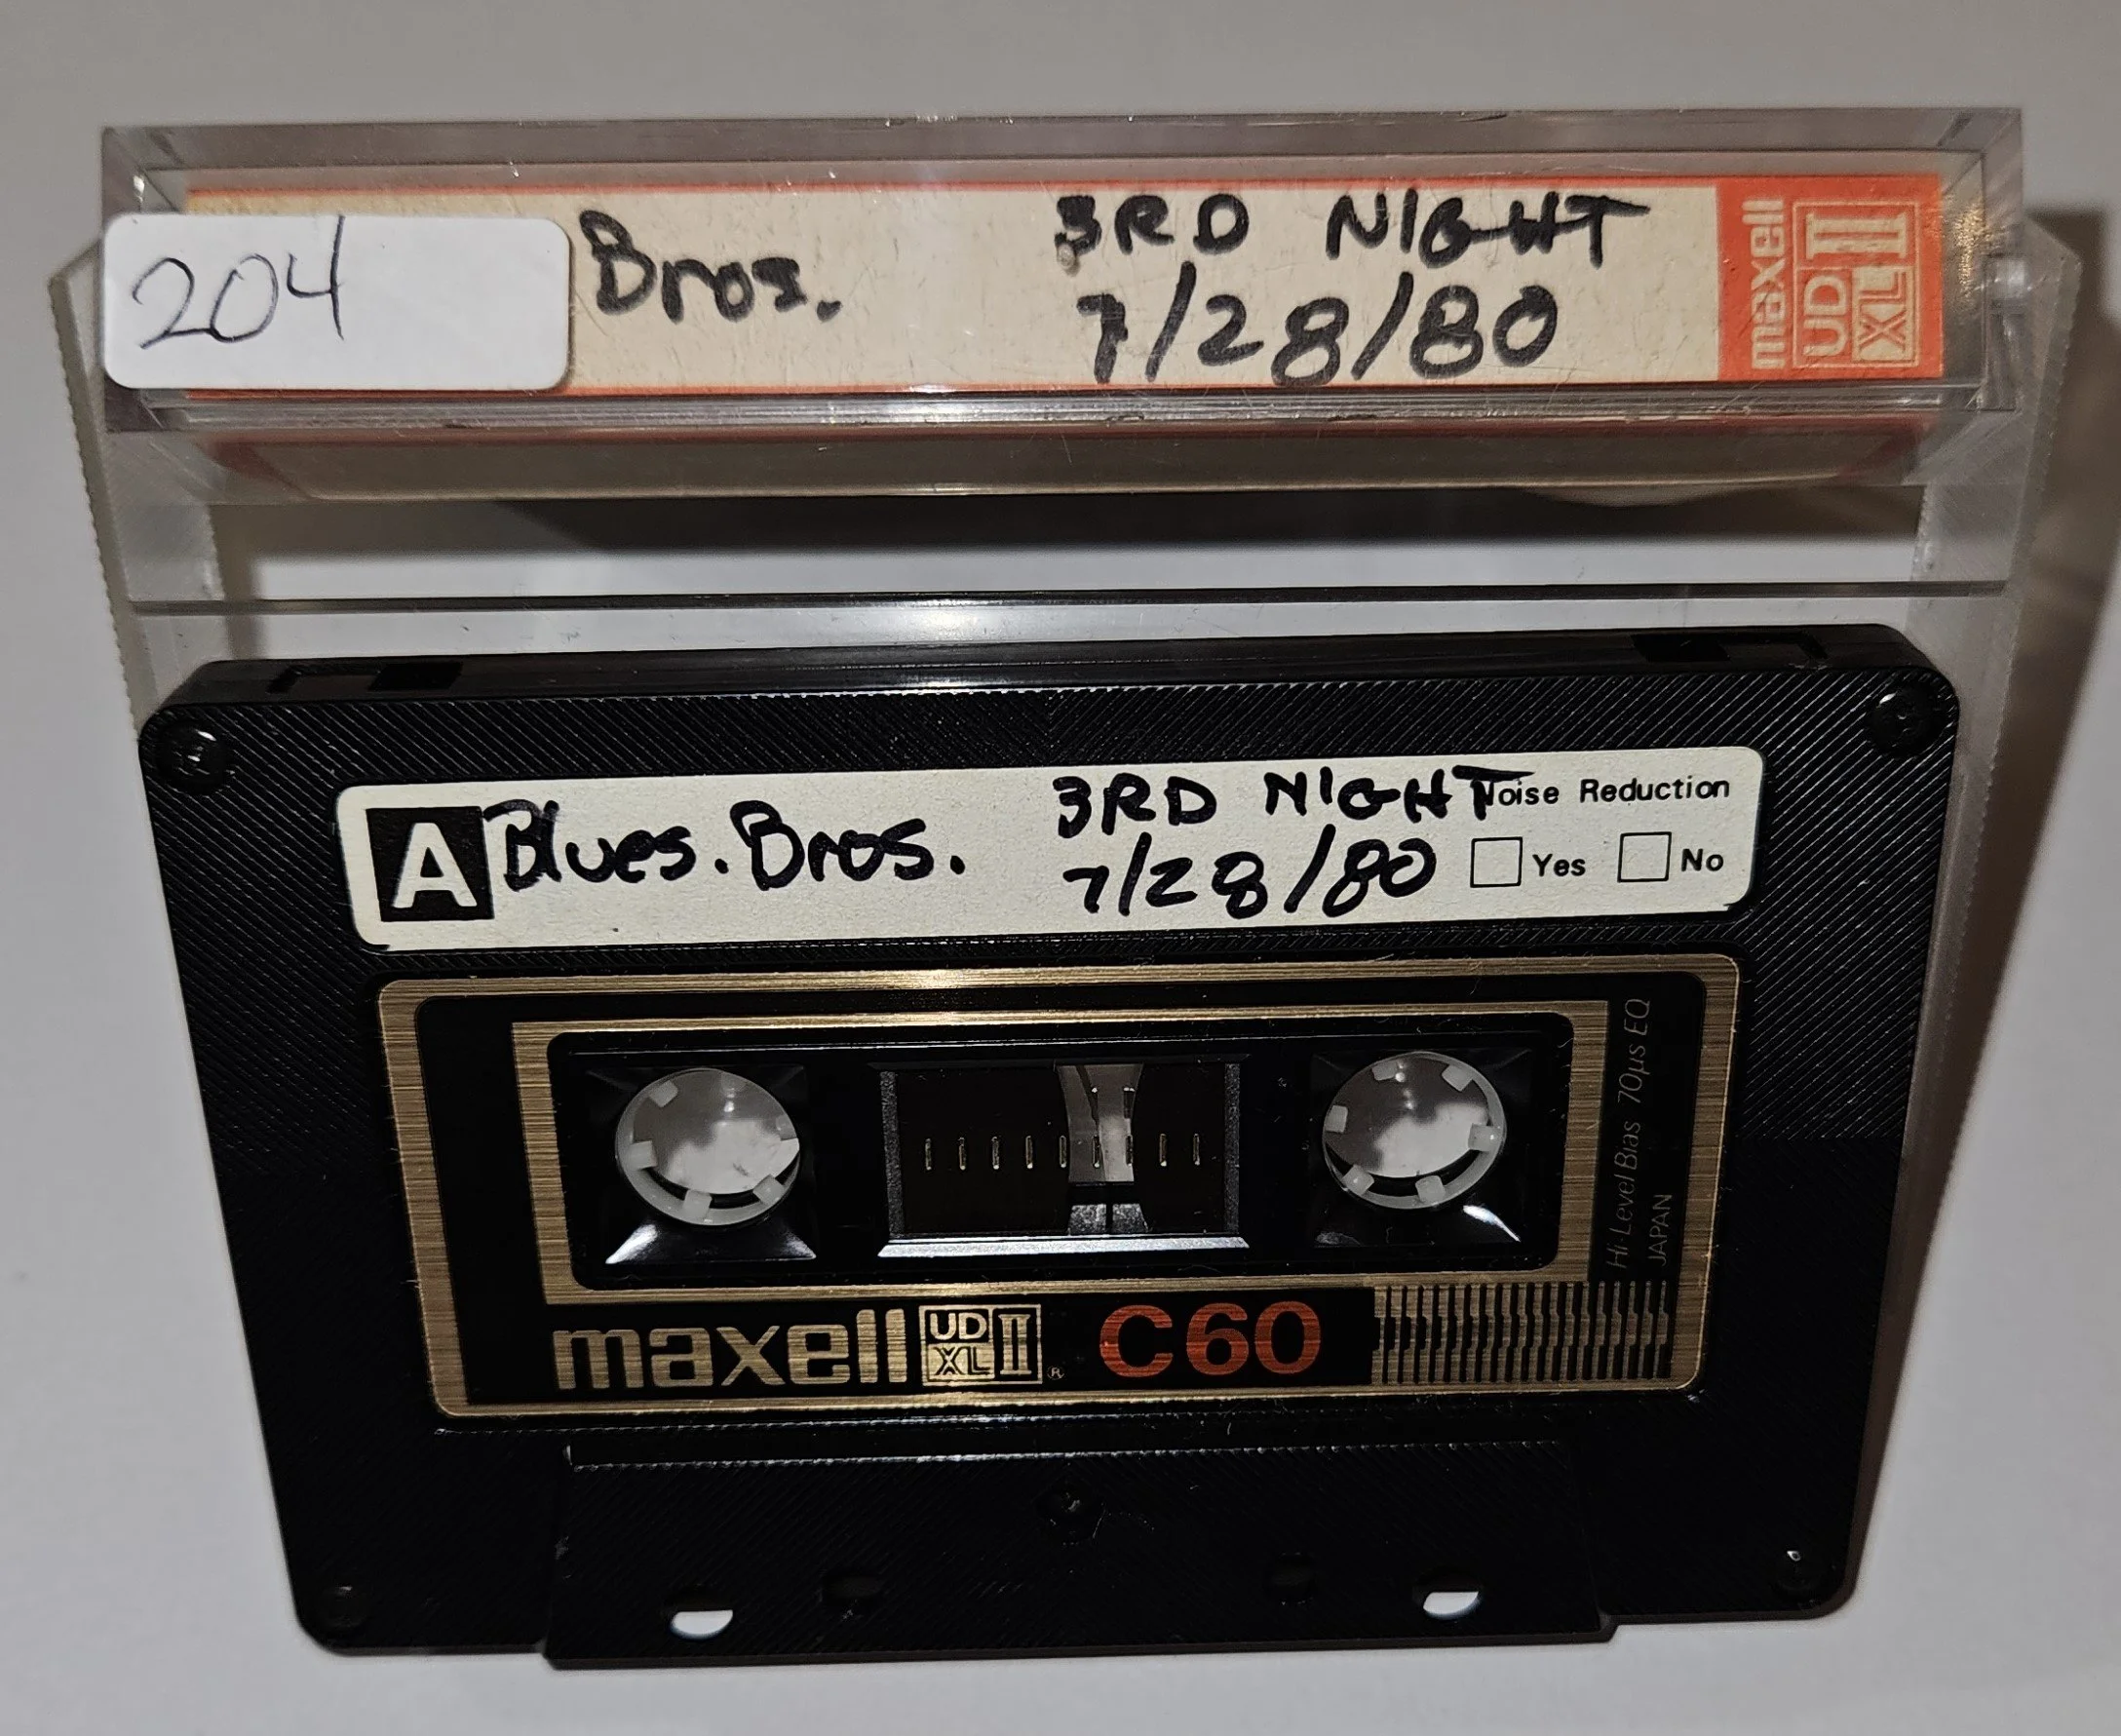 204
Bros.
3RD NIGHT
7/28/80
maxell
UD XL II
A Blues. Bros.
3RD NIGHT
7/28/80
Noise Reduction
Yes No
Hi-Level Bias 70µs EQ
JAPAN
maxell UD XL II ® C60